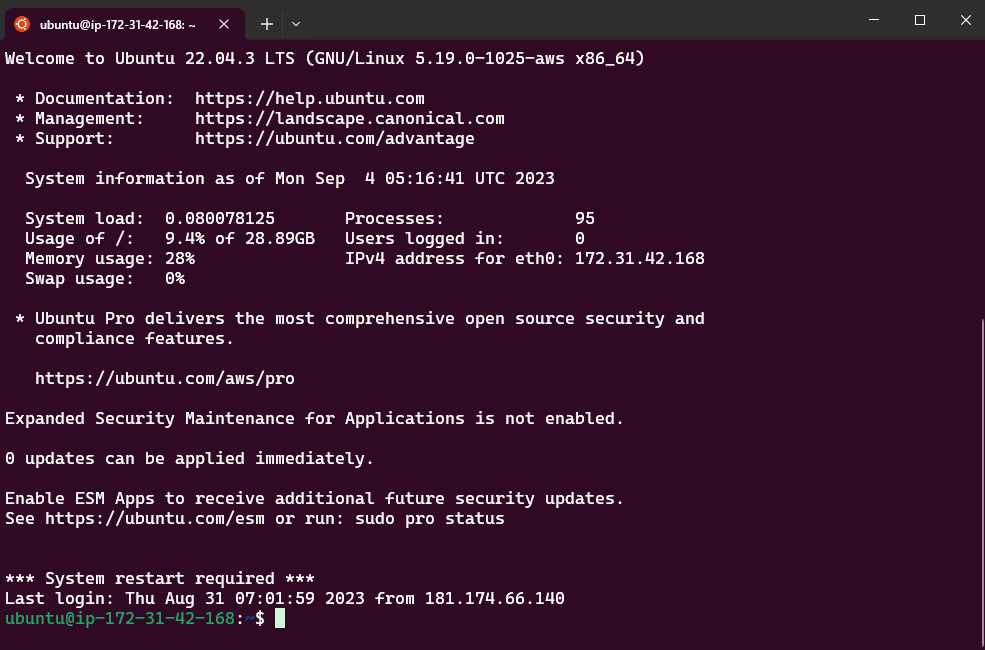 ubuntu@ip-172-31-42-168: ~
Welcome to Ubuntu 22.04.3 LTS (GNU/Linux 5.19.0-1025-aws x86_64)
* Documentation:  https://help.ubuntu.com
* Management:     https://landscape.canonical.com
* Support:        https://ubuntu.com/advantage
System information as of Mon Sep  4 05:16:41 UTC 2023
System load:  0.080078125       Processes:             95
Usage of /:   9.4% of 28.89GB   Users logged in:       0
Memory usage: 28%               IPv4 address for eth0: 172.31.42.168
Swap usage:   0%
* Ubuntu Pro delivers the most comprehensive open source security and
compliance features.
https://ubuntu.com/aws/pro
Expanded Security Maintenance for Applications is not enabled.
0 updates can be applied immediately.
Enable ESM Apps to receive additional future security updates.
See https://ubuntu.com/esm or run: sudo pro status
*** System restart required ***
Last login: Thu Aug 31 07:01:59 2023 from 181.174.66.140
ubuntu@ip-172-31-42-168:~$